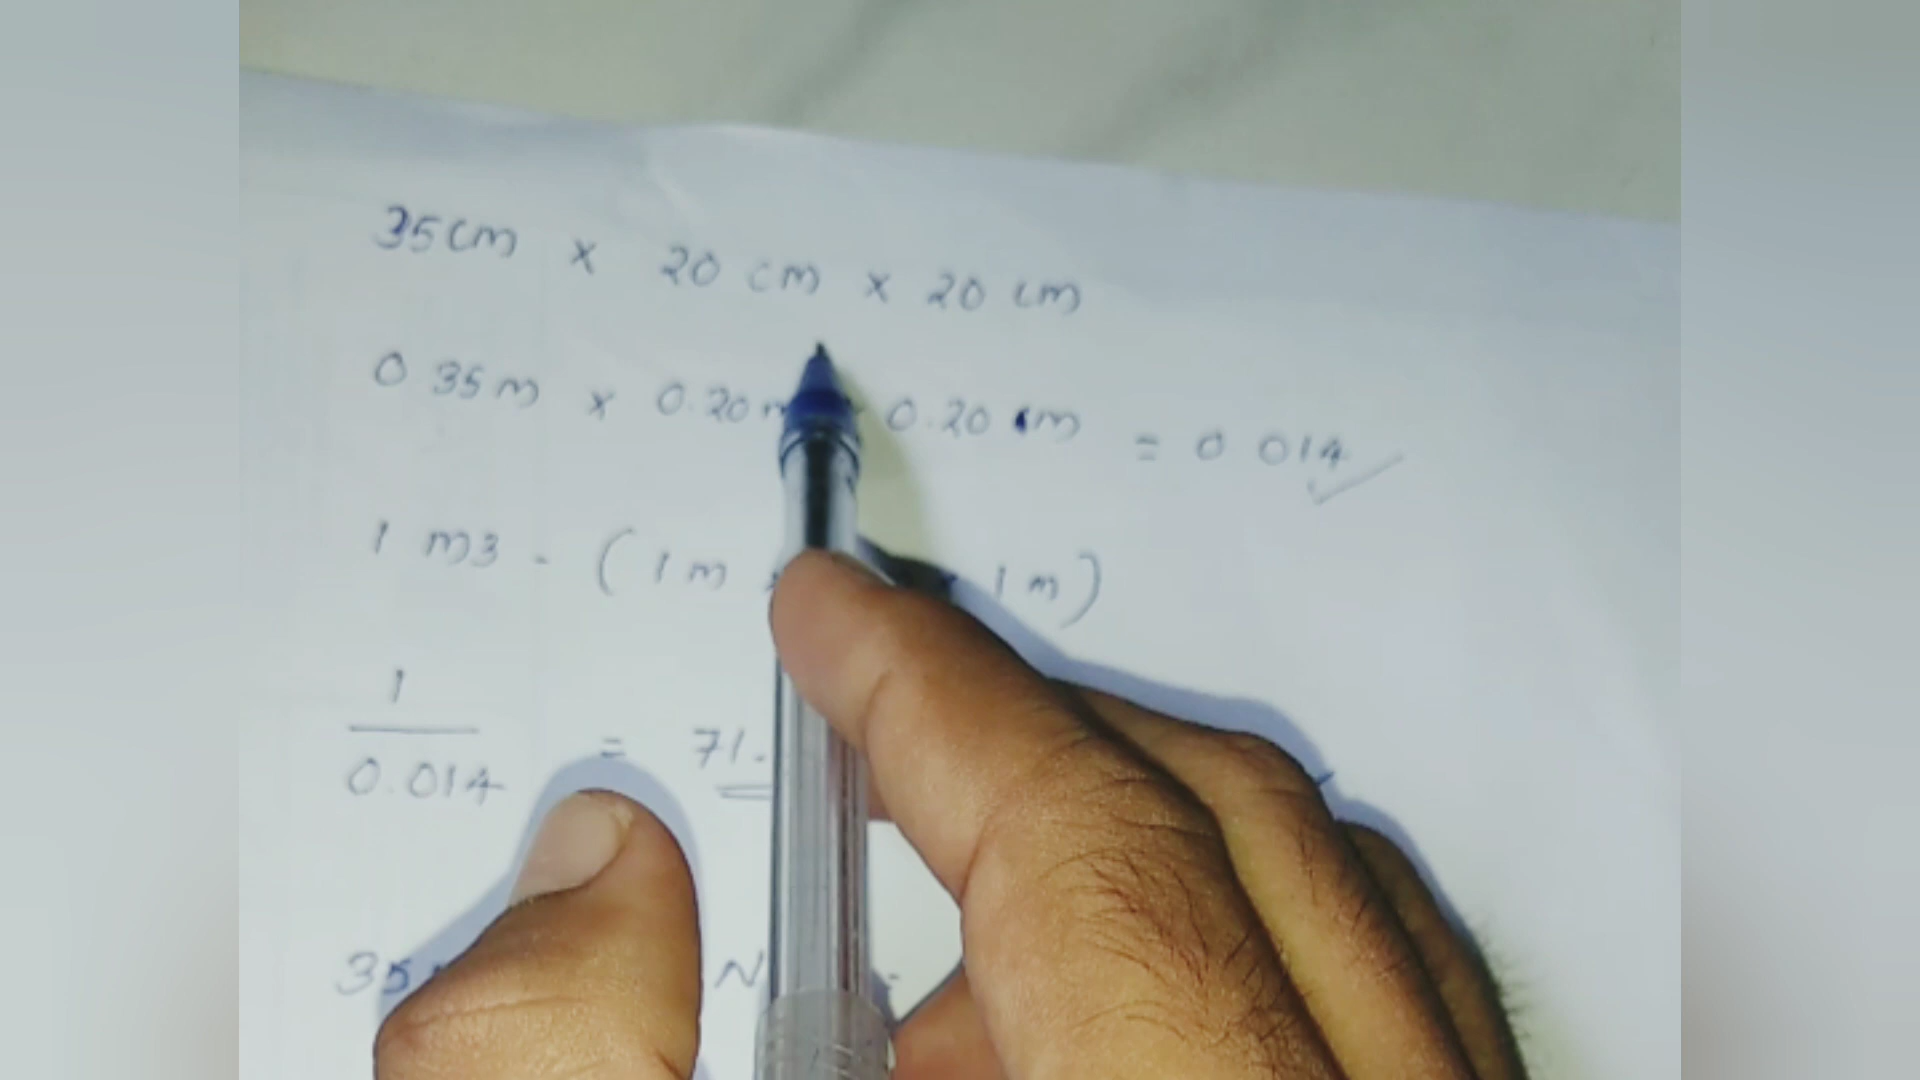 35cm x 20 cm x 20 cm
0 35m x 0.20m 0.20 m = 0 014
1 m3 - (1m 1m)
1
0.014 = 71.
35